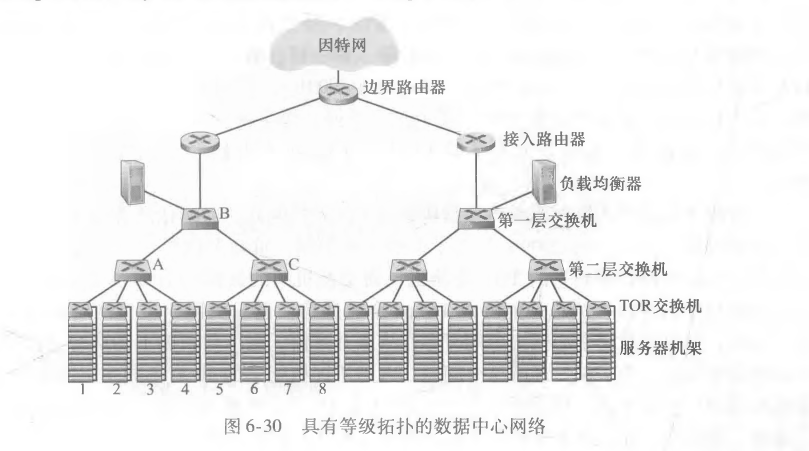 因特网
边界路由器
接入路由器
负载均衡器
B
第一层交换机
A
C
第二层交换机
TOR交换机
服务器机架
1 2 3 4 5 6 7 8
图 6-30 具有等级拓扑的数据中心网络